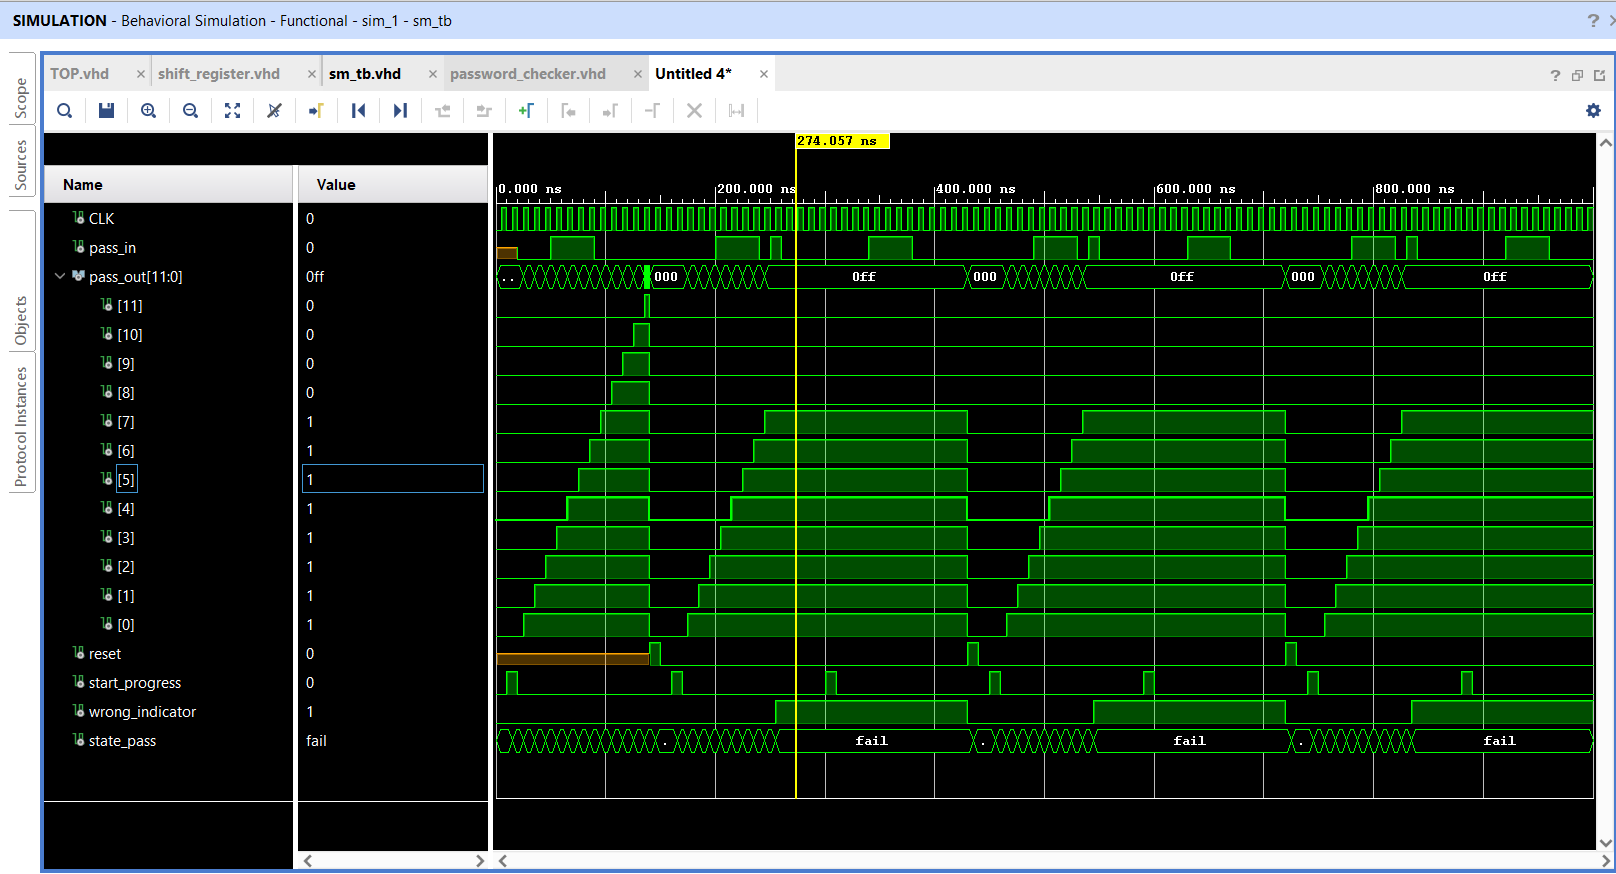 SIMULATION - Behavioral Simulation - Functional - sim_1 - sm_tb
? ×
Scope
Sources
Objects
Protocol Instances
TOP.vhd × shift_register.vhd × sm_tb.vhd × password_checker.vhd × Untitled 4* ×
?
274.057 ns
Name Value
0.000 ns 200.000 ns 400.000 ns 600.000 ns 800.000 ns
CLK 0
pass_in 0
pass_out[11:0] 0ff .. 000 0ff 000 0ff 000 0ff
[11] 0
[10] 0
[9] 0
[8] 0
[7] 1
[6] 1
[5] 1
[4] 1
[3] 1
[2] 1
[1] 1
[0] 1
reset 0
start_progress 0
wrong_indicator 1
state_pass fail . fail . fail . fail